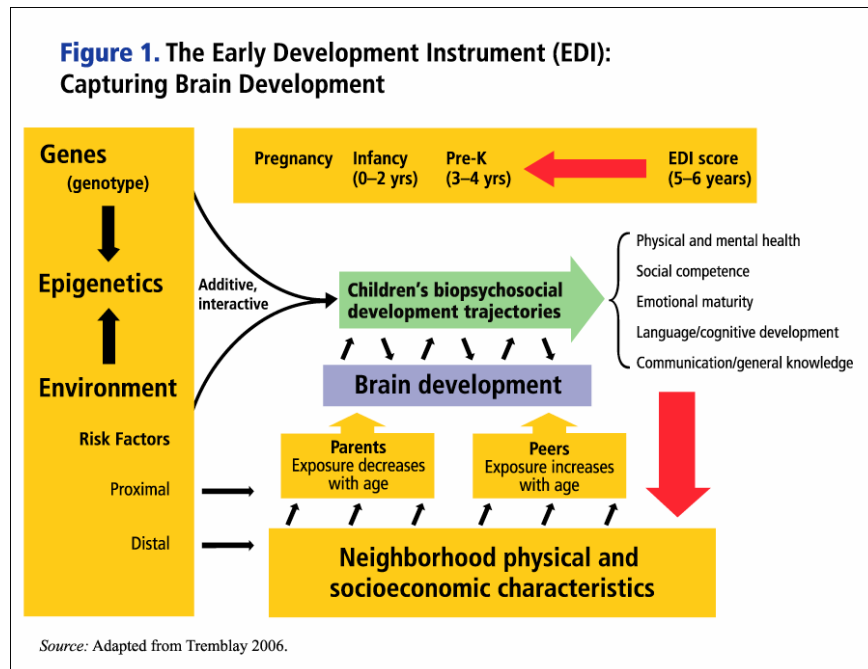 Figure 1. The Early Development Instrument (EDI):
Capturing Brain Development
Genes
(genotype)
Epigenetics
Environment
Risk Factors
Proximal
Distal
Pregnancy
Infancy
(0–2 yrs)
Pre-K
(3–4 yrs)
EDI score
(5–6 years)
Additive,
interactive
Children's biopsychosocial
development trajectories
Physical and mental health
Social competence
Emotional maturity
Language/cognitive development
Communication/general knowledge
Brain development
Parents
Exposure decreases
with age
Peers
Exposure increases
with age
Neighborhood physical and
socioeconomic characteristics
Source: Adapted from Tremblay 2006.